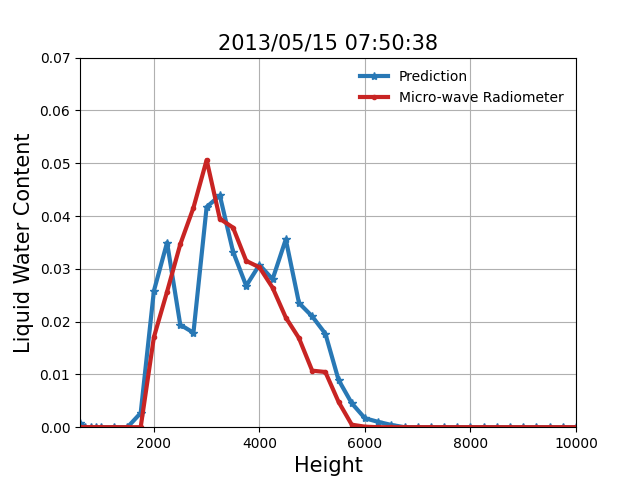 2013/05/15 07:50:38
0.07
0.06
0.05
0.04
0.03
0.02
0.01
0.00
Liquid Water Content
Prediction
Micro-wave Radiometer
2000 4000 6000 8000 10000
Height